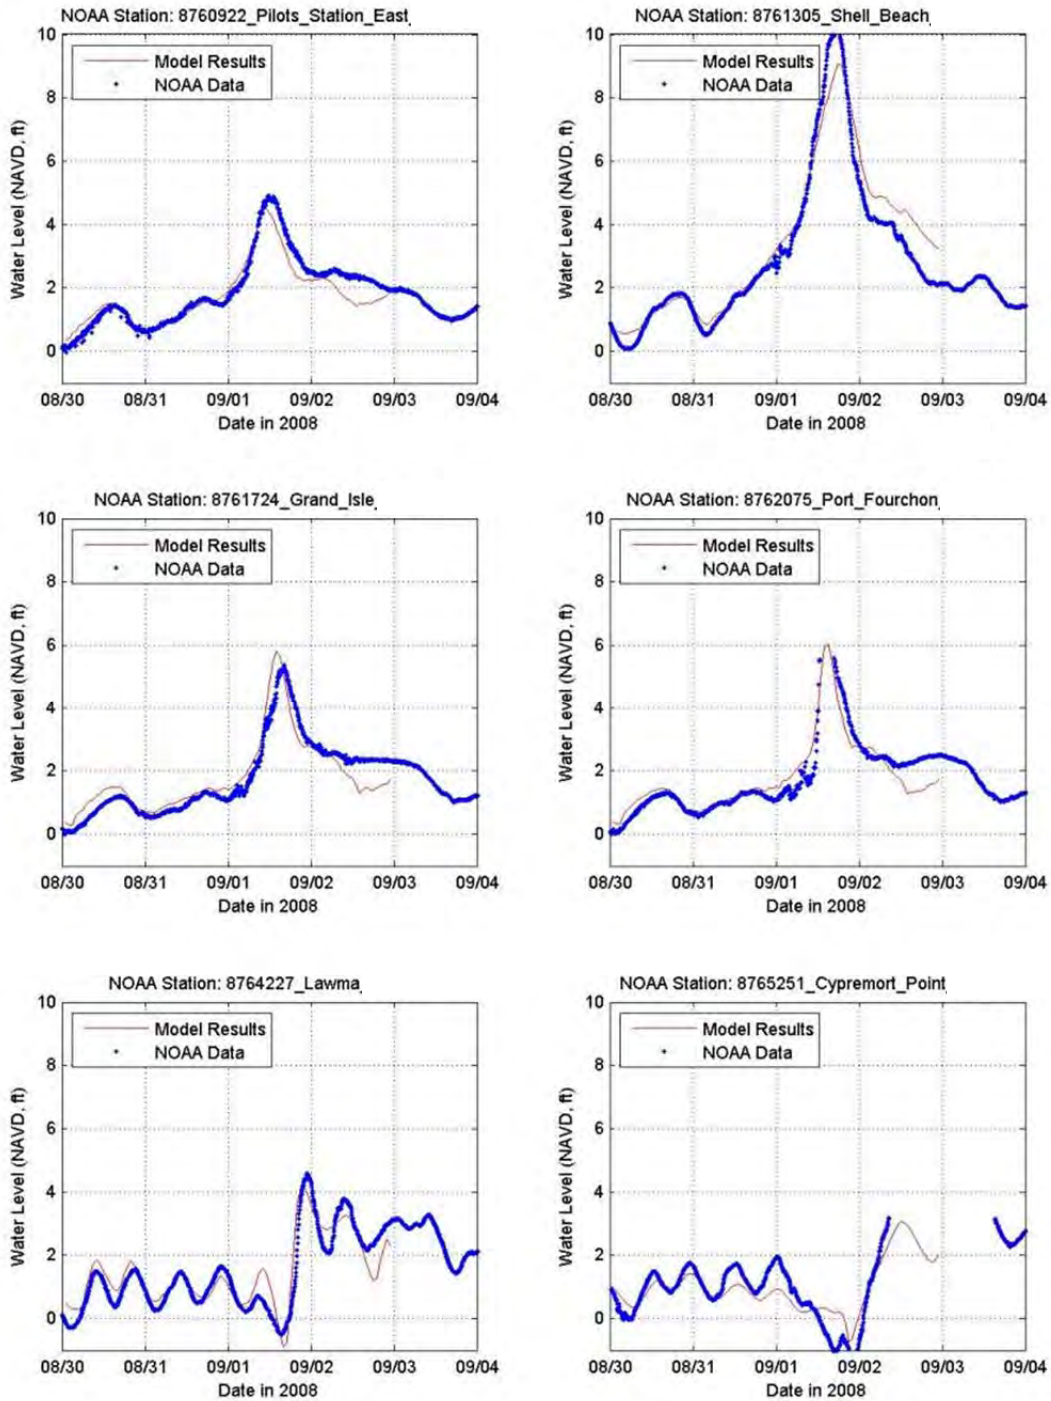 NOAA Station: 8760922_Pilots_Station_East
10
8
6
4
2
0
Water Level (NAVD, ft)
Model Results
NOAA Data
08/30 08/31 09/01 09/02 09/03 09/04
Date in 2008
NOAA Station: 8761305_Shell_Beach
10
8
6
4
2
0
Water Level (NAVD, ft)
Model Results
NOAA Data
08/30 08/31 09/01 09/02 09/03 09/04
Date in 2008
NOAA Station: 8761724_Grand_Isle
10
8
6
4
2
0
Water Level (NAVD, ft)
Model Results
NOAA Data
08/30 08/31 09/01 09/02 09/03 09/04
Date in 2008
NOAA Station: 8762075_Port_Fourchon
10
8
6
4
2
0
Water Level (NAVD, ft)
Model Results
NOAA Data
08/30 08/31 09/01 09/02 09/03 09/04
Date in 2008
NOAA Station: 8764227_Lawma
10
8
6
4
2
0
Water Level (NAVD, ft)
Model Results
NOAA Data
08/30 08/31 09/01 09/02 09/03 09/04
Date in 2008
NOAA Station: 8765251_Cypremort_Point
10
8
6
4
2
0
Water Level (NAVD, ft)
Model Results
NOAA Data
08/30 08/31 09/01 09/02 09/03 09/04
Date in 2008